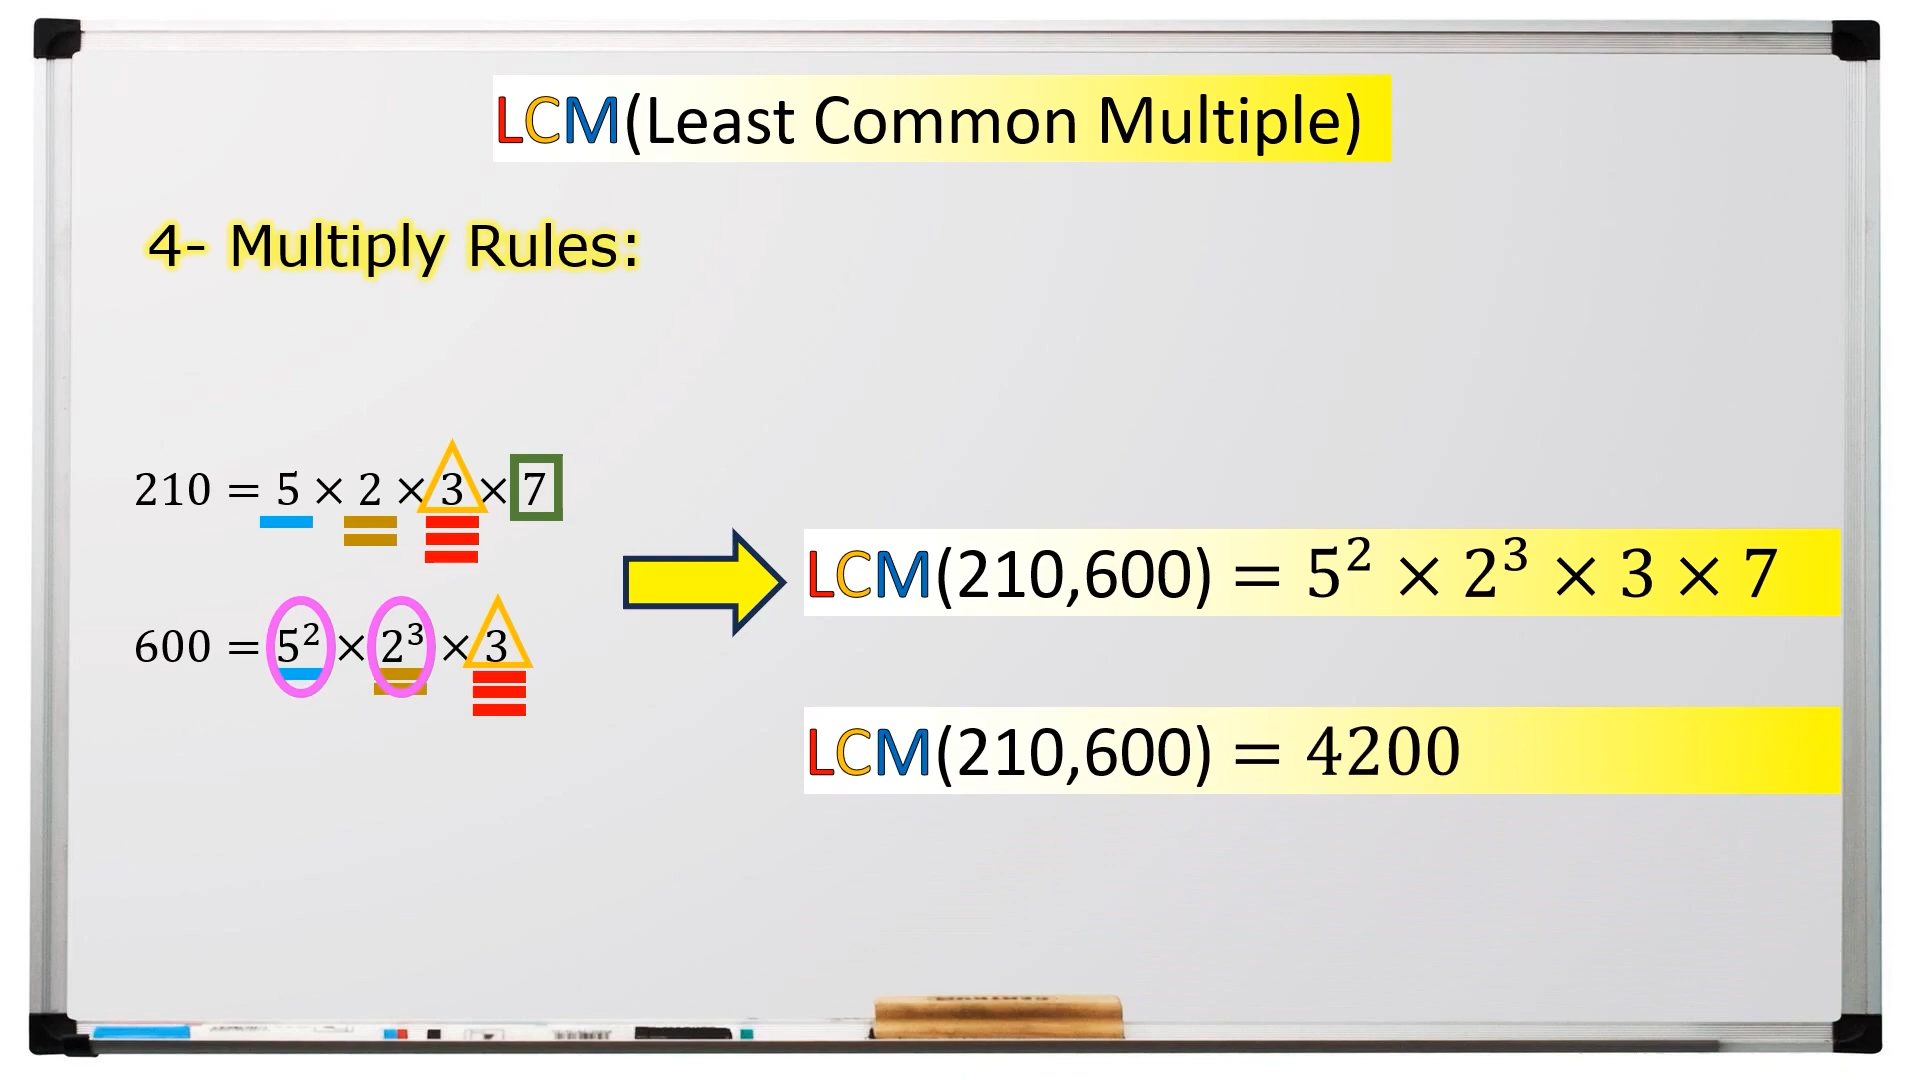 LCM(Least Common Multiple)
4- Multiply Rules:
210 = 5 × 2 × 3 × 7
600 = 5² × 2³ × 3
LCM(210,600) = 5² × 2³ × 3 × 7
LCM(210,600) = 4200